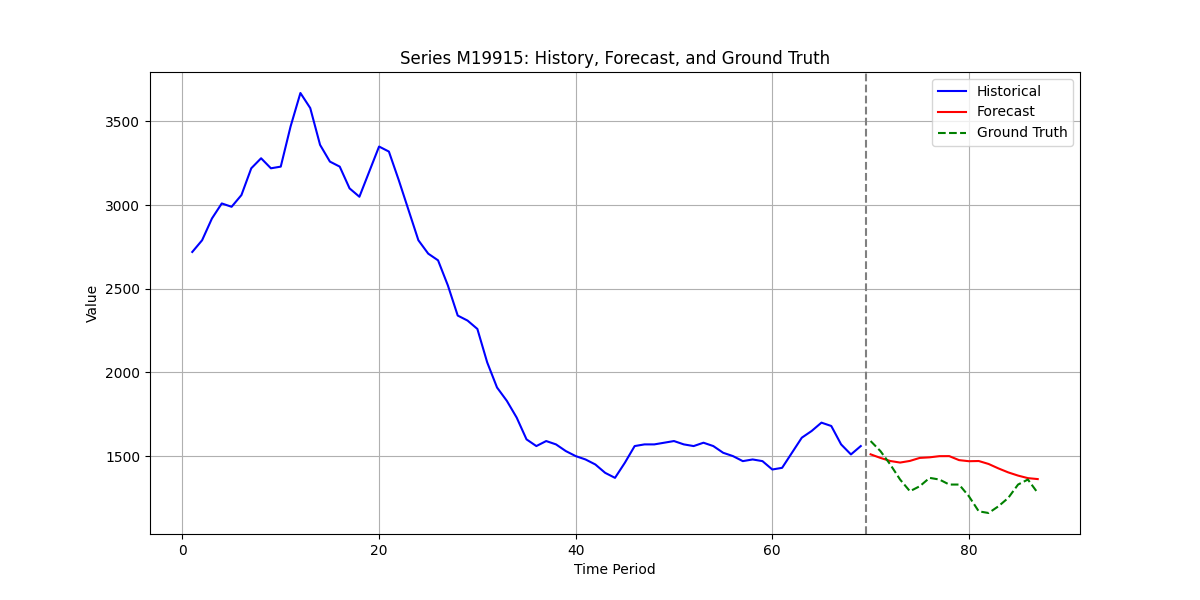 Series M19915: History, Forecast, and Ground Truth
Historical
Forecast
Ground Truth
Value
3500
3000
2500
2000
1500
0
20
40
60
80
Time Period